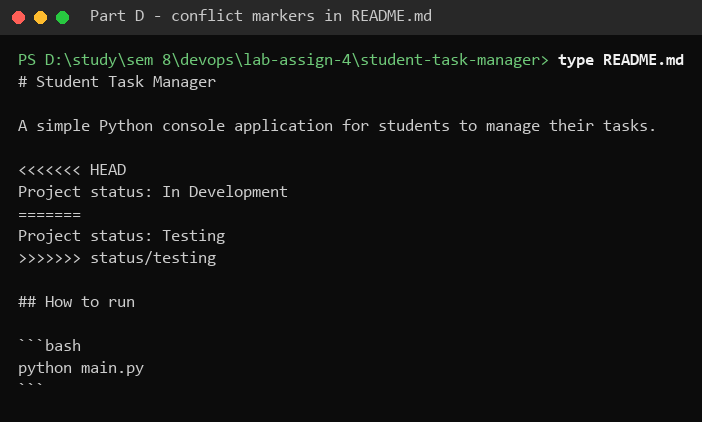 Part D - conflict markers in README.md
PS D:\study\sem 8\devops\lab-assign-4\student-task-manager> type README.md
# Student Task Manager
A simple Python console application for students to manage their tasks.
<<<<<<< HEAD
Project status: In Development
=======
Project status: Testing
>>>>>>> status/testing
## How to run
```bash
python main.py
```